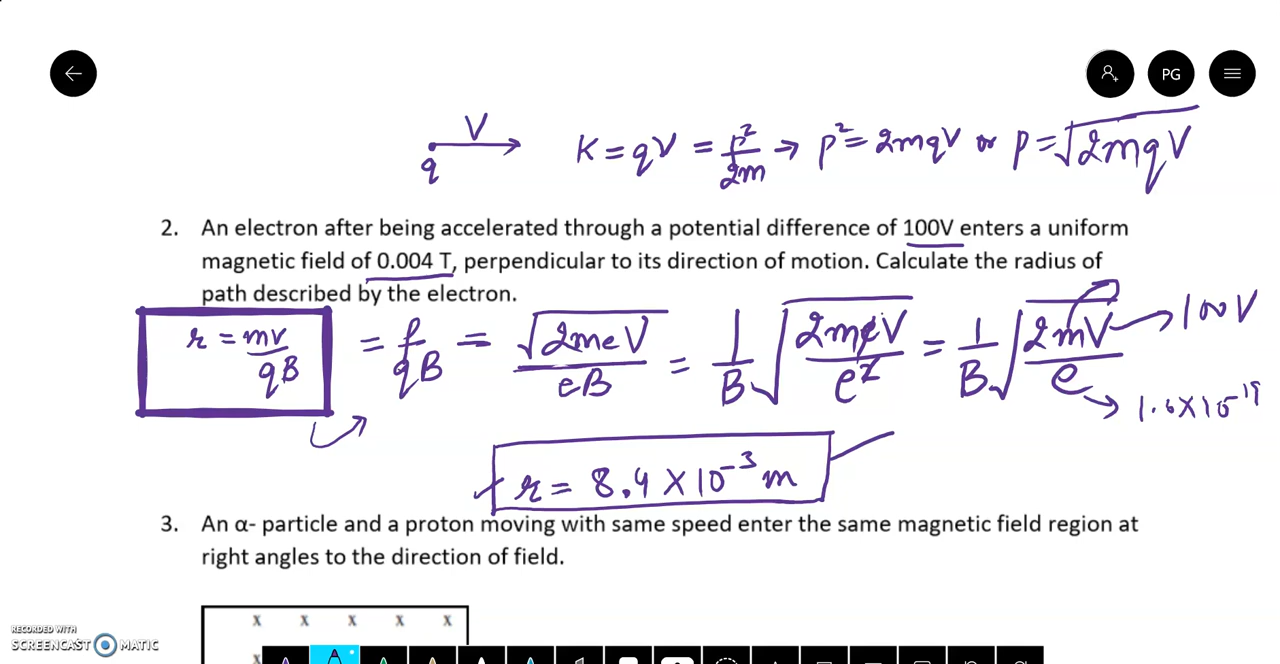 PG
V
q
K = qV = p²/2m ⇒ p² = 2mqV or p = √2mqV
2. An electron after being accelerated through a potential difference of 100V enters a uniform
magnetic field of 0.004 T, perpendicular to its direction of motion. Calculate the radius of
path described by the electron.
r = mv/qB = p/qB = √2meV/eB = 1/B √2meV/e² = 1/B √2mV/e → 100V
→ 1.6×10⁻¹⁹
r = 8.4 × 10⁻³ m
3. An α- particle and a proton moving with same speed enter the same magnetic field region at
right angles to the direction of field.
x x x x x
x
RECORDED WITH
SCREENCAST MATIC